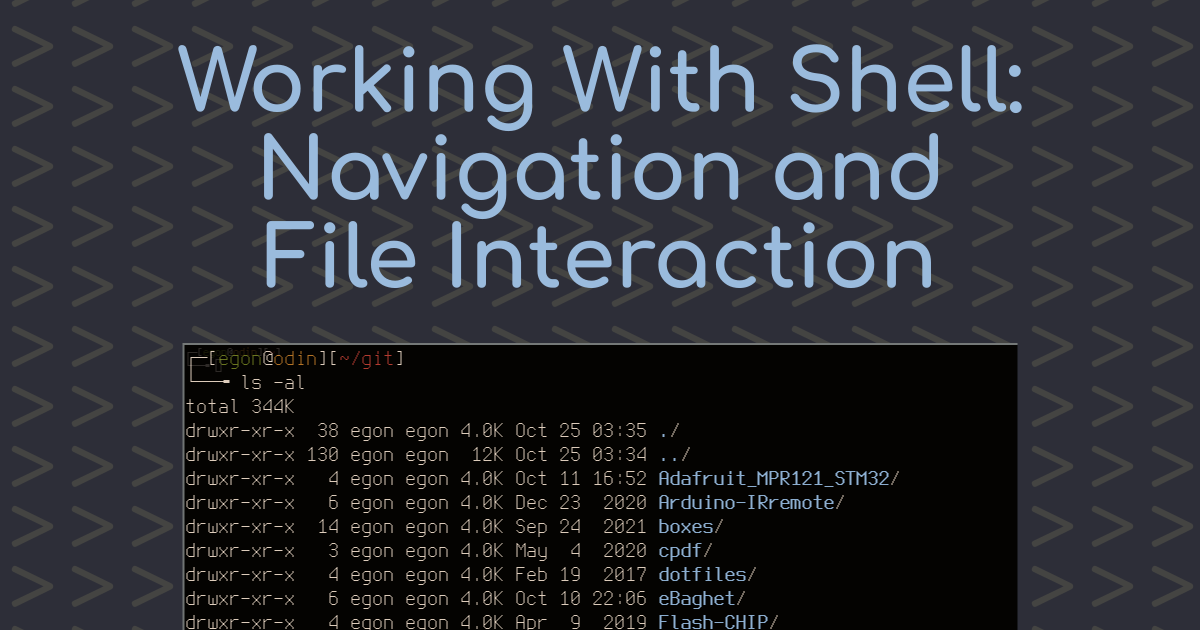 Working With Shell:
Navigation and
File Interaction
┌─[egon@odin][~/git]
└──╼ ls -al
total 344K
drwxr-xr-x  38 egon egon 4.0K Oct 25 03:35 ./
drwxr-xr-x 130 egon egon  12K Oct 25 03:34 ../
drwxr-xr-x   4 egon egon 4.0K Oct 11 16:52 Adafruit_MPR121_STM32/
drwxr-xr-x   6 egon egon 4.0K Dec 23  2020 Arduino-IRremote/
drwxr-xr-x  14 egon egon 4.0K Sep 24  2021 boxes/
drwxr-xr-x   3 egon egon 4.0K May  4  2020 cpdf/
drwxr-xr-x   4 egon egon 4.0K Feb 19  2017 dotfiles/
drwxr-xr-x   6 egon egon 4.0K Oct 10 22:06 eBaghet/
drwxr-xr-x   4 egon egon 4.0K Apr  9  2019 Flash-CHIP/